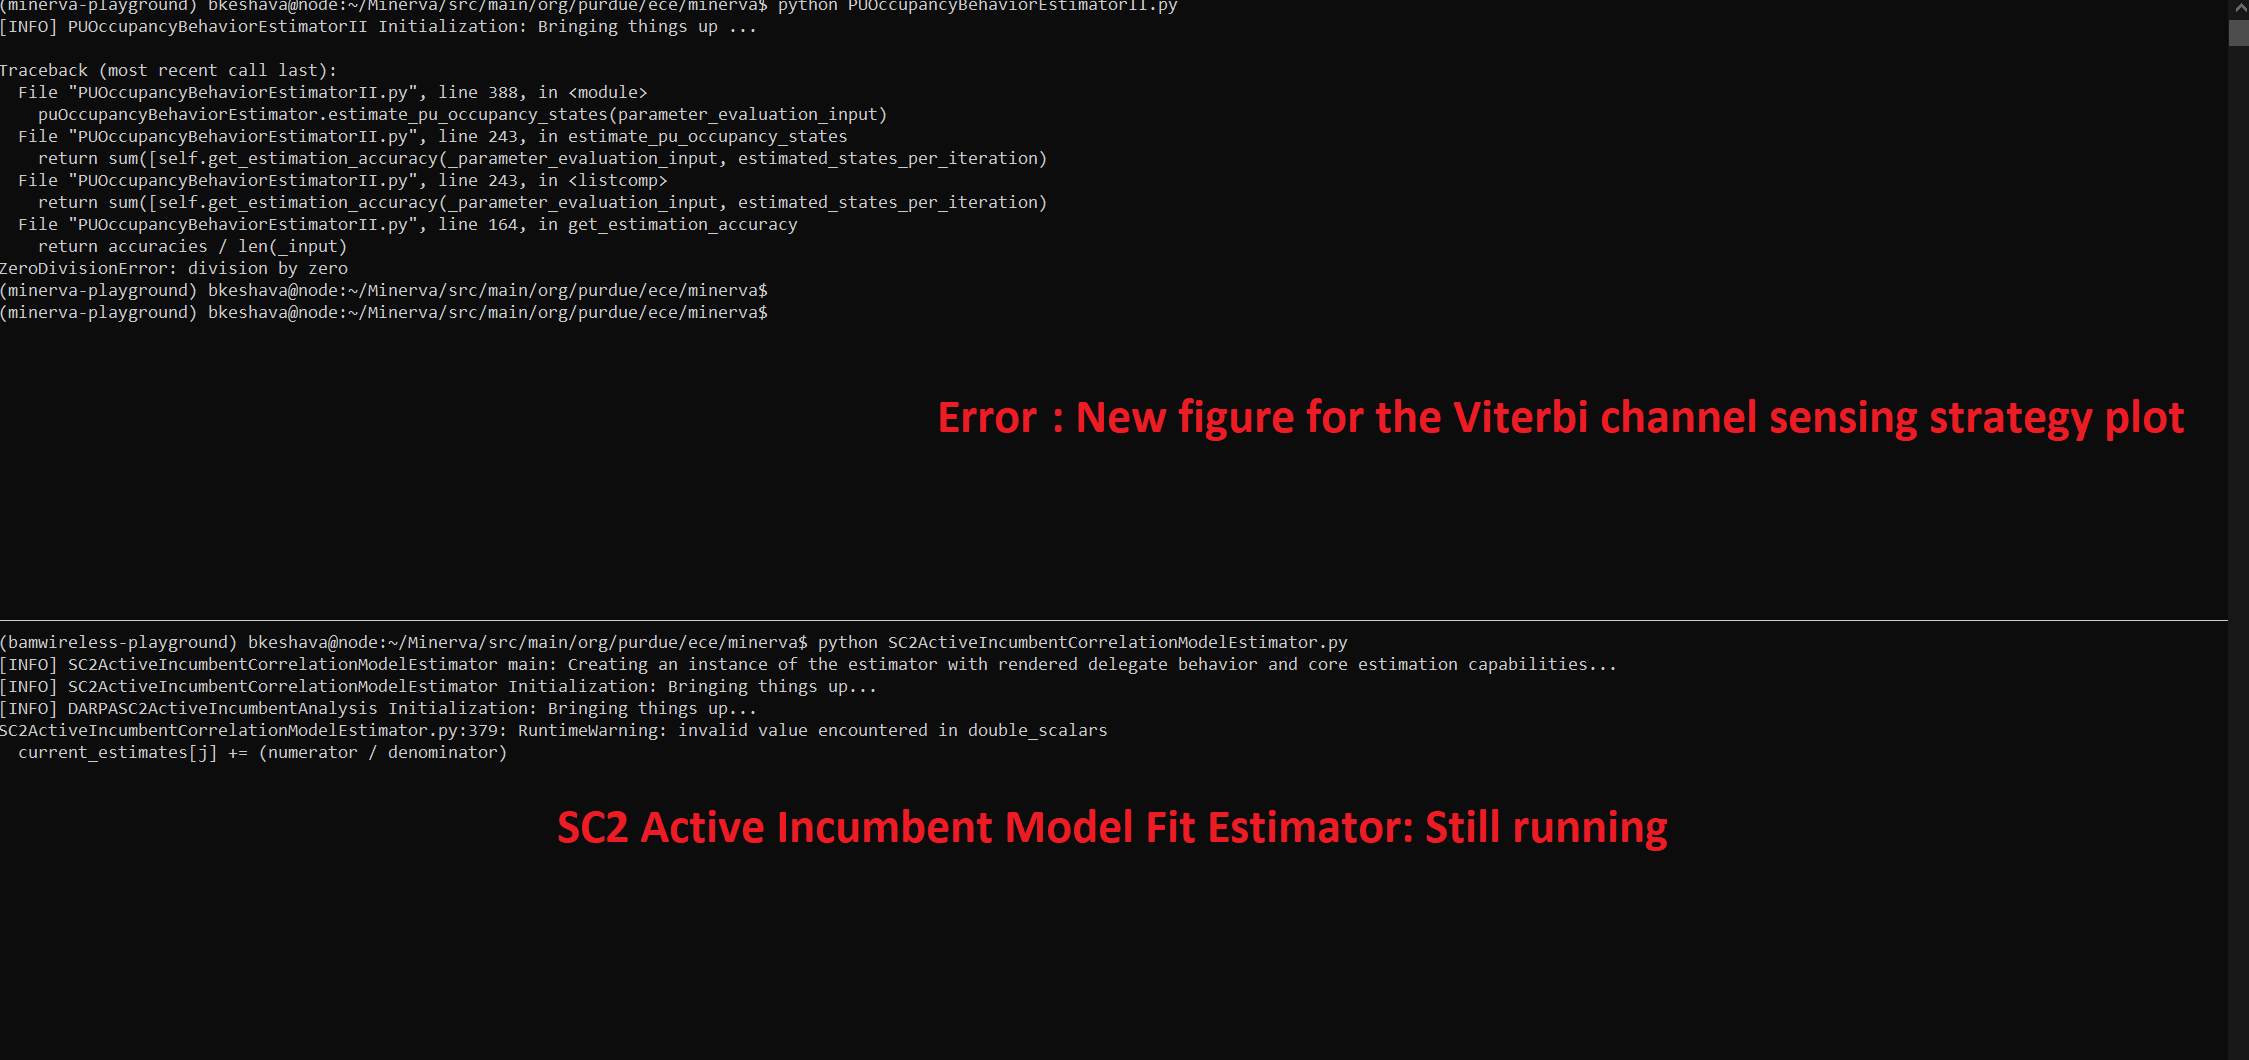 (minerva-playground) bkeshava@node:~/Minerva/src/main/org/purdue/ece/minerva$ python PUOccupancyBehaviorEstimatorII.py
[INFO] PUOccupancyBehaviorEstimatorII Initialization: Bringing things up ...
Traceback (most recent call last):
  File "PUOccupancyBehaviorEstimatorII.py", line 388, in <module>
    puOccupancyBehaviorEstimator.estimate_pu_occupancy_states(parameter_evaluation_input)
  File "PUOccupancyBehaviorEstimatorII.py", line 243, in estimate_pu_occupancy_states
    return sum([self.get_estimation_accuracy(_parameter_evaluation_input, estimated_states_per_iteration)
  File "PUOccupancyBehaviorEstimatorII.py", line 243, in <listcomp>
    return sum([self.get_estimation_accuracy(_parameter_evaluation_input, estimated_states_per_iteration)
  File "PUOccupancyBehaviorEstimatorII.py", line 164, in get_estimation_accuracy
    return accuracies / len(_input)
ZeroDivisionError: division by zero
(minerva-playground) bkeshava@node:~/Minerva/src/main/org/purdue/ece/minerva$
(minerva-playground) bkeshava@node:~/Minerva/src/main/org/purdue/ece/minerva$
Error : New figure for the Viterbi channel sensing strategy plot
(bamwireless-playground) bkeshava@node:~/Minerva/src/main/org/purdue/ece/minerva$ python SC2ActiveIncumbentCorrelationModelEstimator.py
[INFO] SC2ActiveIncumbentCorrelationModelEstimator main: Creating an instance of the estimator with rendered delegate behavior and core estimation capabilities...
[INFO] SC2ActiveIncumbentCorrelationModelEstimator Initialization: Bringing things up...
[INFO] DARPASC2ActiveIncumbentAnalysis Initialization: Bringing things up...
SC2ActiveIncumbentCorrelationModelEstimator.py:379: RuntimeWarning: invalid value encountered in double_scalars
  current_estimates[j] += (numerator / denominator)
SC2 Active Incumbent Model Fit Estimator: Still running